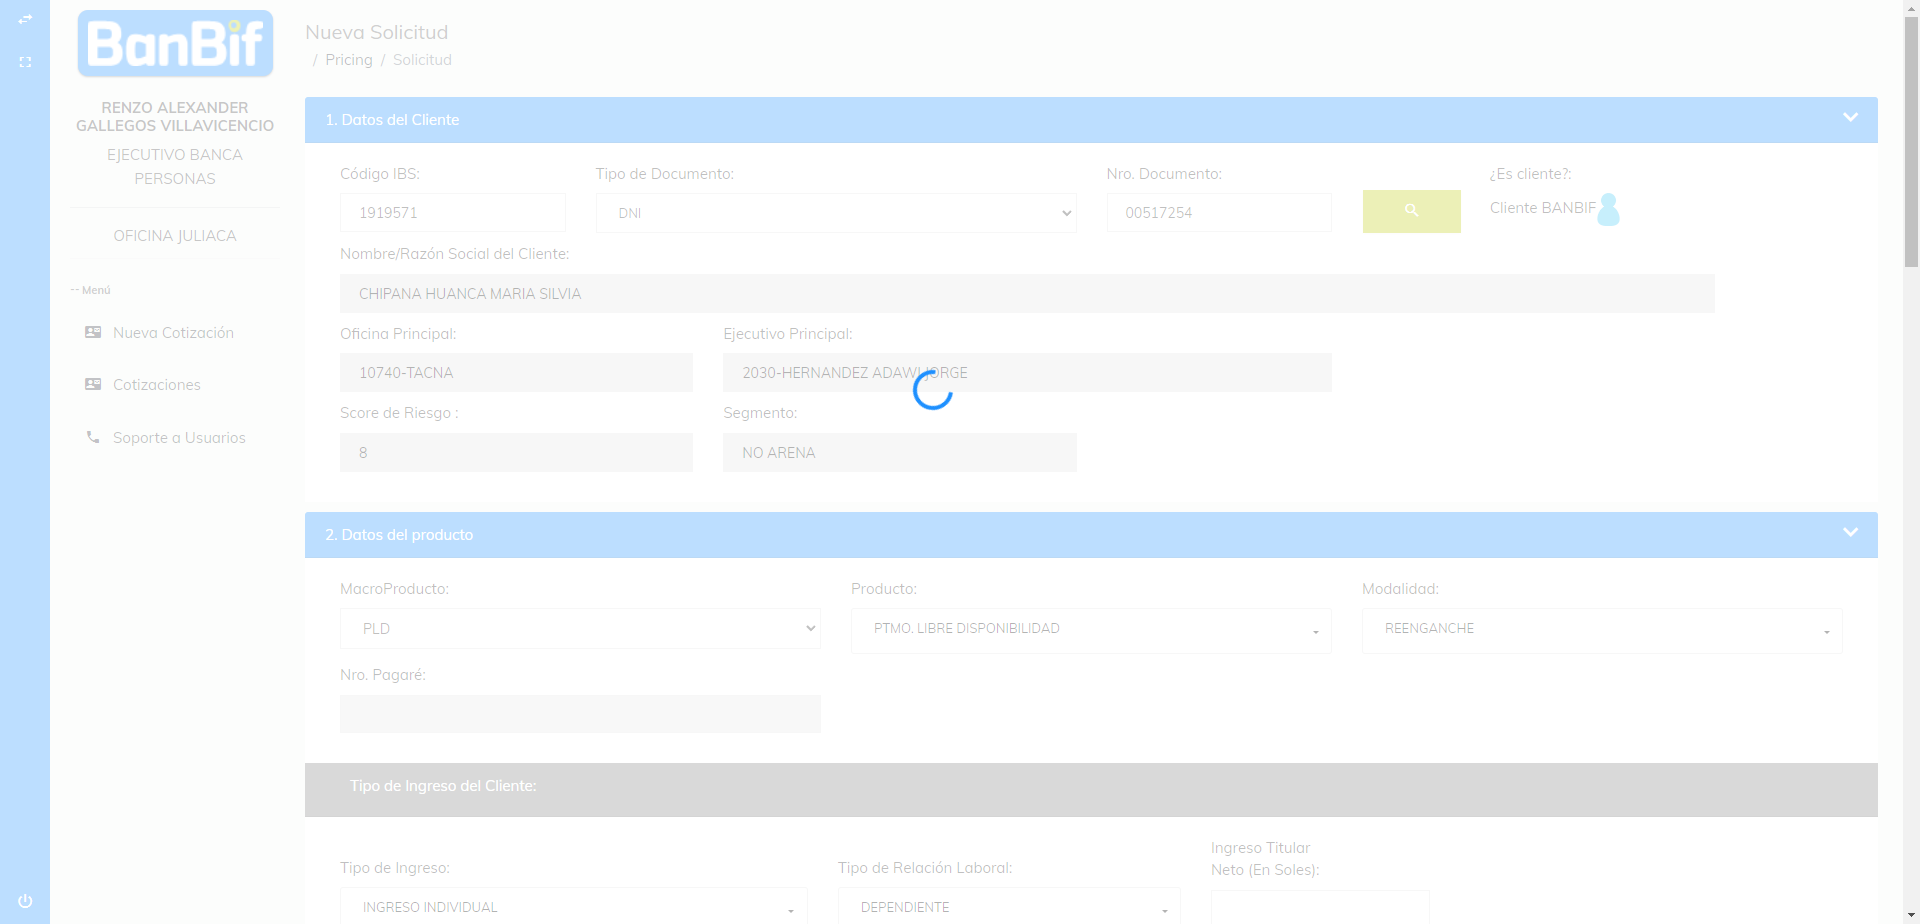 BanBif
RENZO ALEXANDER
GALLEGOS VILLAVICENCIO
EJECUTIVO BANCA
PERSONAS
OFICINA JULIACA
-- Menú
Nueva Cotización
Cotizaciones
Soporte a Usuarios
Nueva Solicitud
/ Pricing / Solicitud
1. Datos del Cliente
Código IBS:
1919571
Tipo de Documento:
DNI
Nro. Documento:
00517254
¿Es cliente?:
Cliente BANBIF
Nombre/Razón Social del Cliente:
CHIPANA HUANCA MARIA SILVIA
Oficina Principal:
10740-TACNA
Ejecutivo Principal:
2030-HERNANDEZ ADAWI JORGE
Score de Riesgo :
8
Segmento:
NO ARENA
2. Datos del producto
MacroProducto:
PLD
Producto:
PTMO. LIBRE DISPONIBILIDAD
Modalidad:
REENGANCHE
Nro. Pagaré:
Tipo de Ingreso del Cliente:
Tipo de Ingreso:
INGRESO INDIVIDUAL
Tipo de Relación Laboral:
DEPENDIENTE
Ingreso Titular
Neto (En Soles):